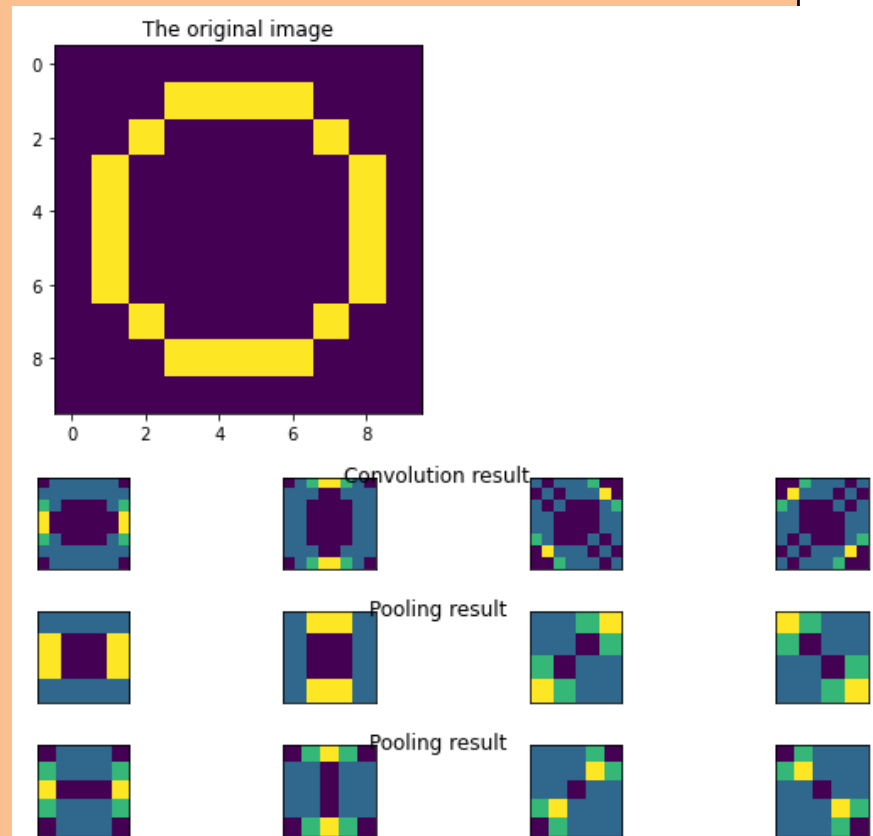 The original image
0
2
4
6
8
0 2 4 6 8
Convolution result
Pooling result
Pooling result